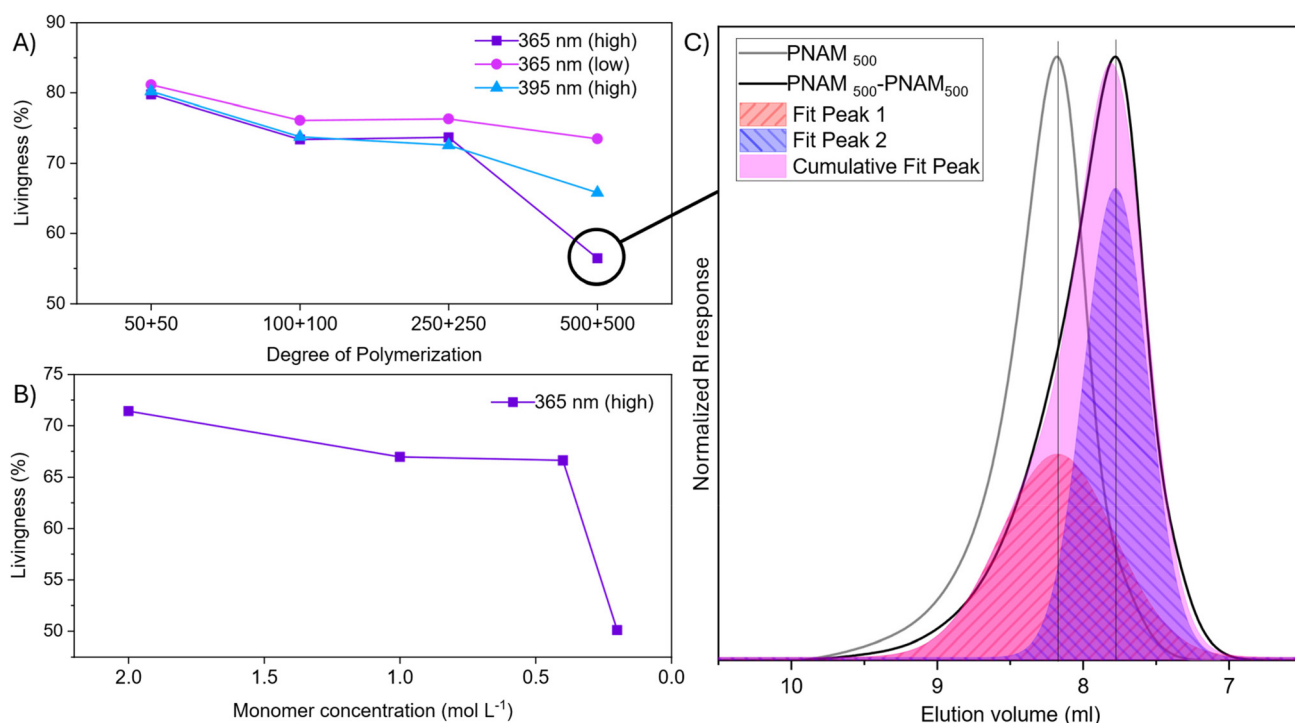 A)
90
80
70
60
50
Livingness (%)
365 nm (high)
365 nm (low)
395 nm (high)
50+50 100+100 250+250 500+500
Degree of Polymerization
B)
75
70
65
60
55
50
Livingness (%)
365 nm (high)
2.0 1.5 1.0 0.5 0.0
Monomer concentration (mol L-1)
C)
PNAM 500
PNAM 500-PNAM500
Fit Peak 1
Fit Peak 2
Cumulative Fit Peak
Normalized RI response
10 9 8 7
Elution volume (ml)